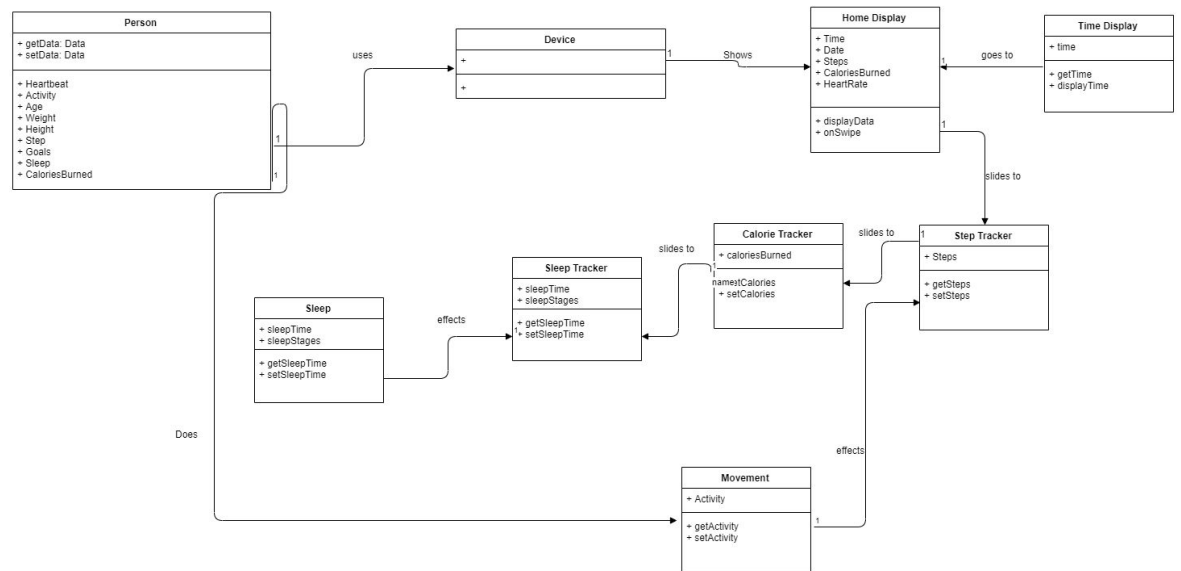 Person
+ getData: Data
+ setData: Data
+ Heartbeat
+ Activity
+ Age
+ Weight
+ Height
+ Step
+ Goals
+ Sleep
+ CaloriesBurned
1
1
uses
Device
+
+
1
Shows
Home Display
+ Time
+ Date
+ Steps
+ CaloriesBurned
+ HeartRate
+ displayData
+ onSwipe
1
1
goes to
Time Display
+ time
+ getTime
+ displayTime
slides to
Step Tracker
1
+ Steps
+ getSteps
+ setSteps
slides to
Calorie Tracker
+ caloriesBurned
1
nametCalories
+ setCalories
slides to
Sleep Tracker
+ sleepTime
+ sleepStages
+ getSleepTime
1
+ setSleepTime
effects
Sleep
+ sleepTime
+ sleepStages
+ getSleepTime
+ setSleepTime
Does
effects
Movement
+ Activity
+ getActivity
+ setActivity
1